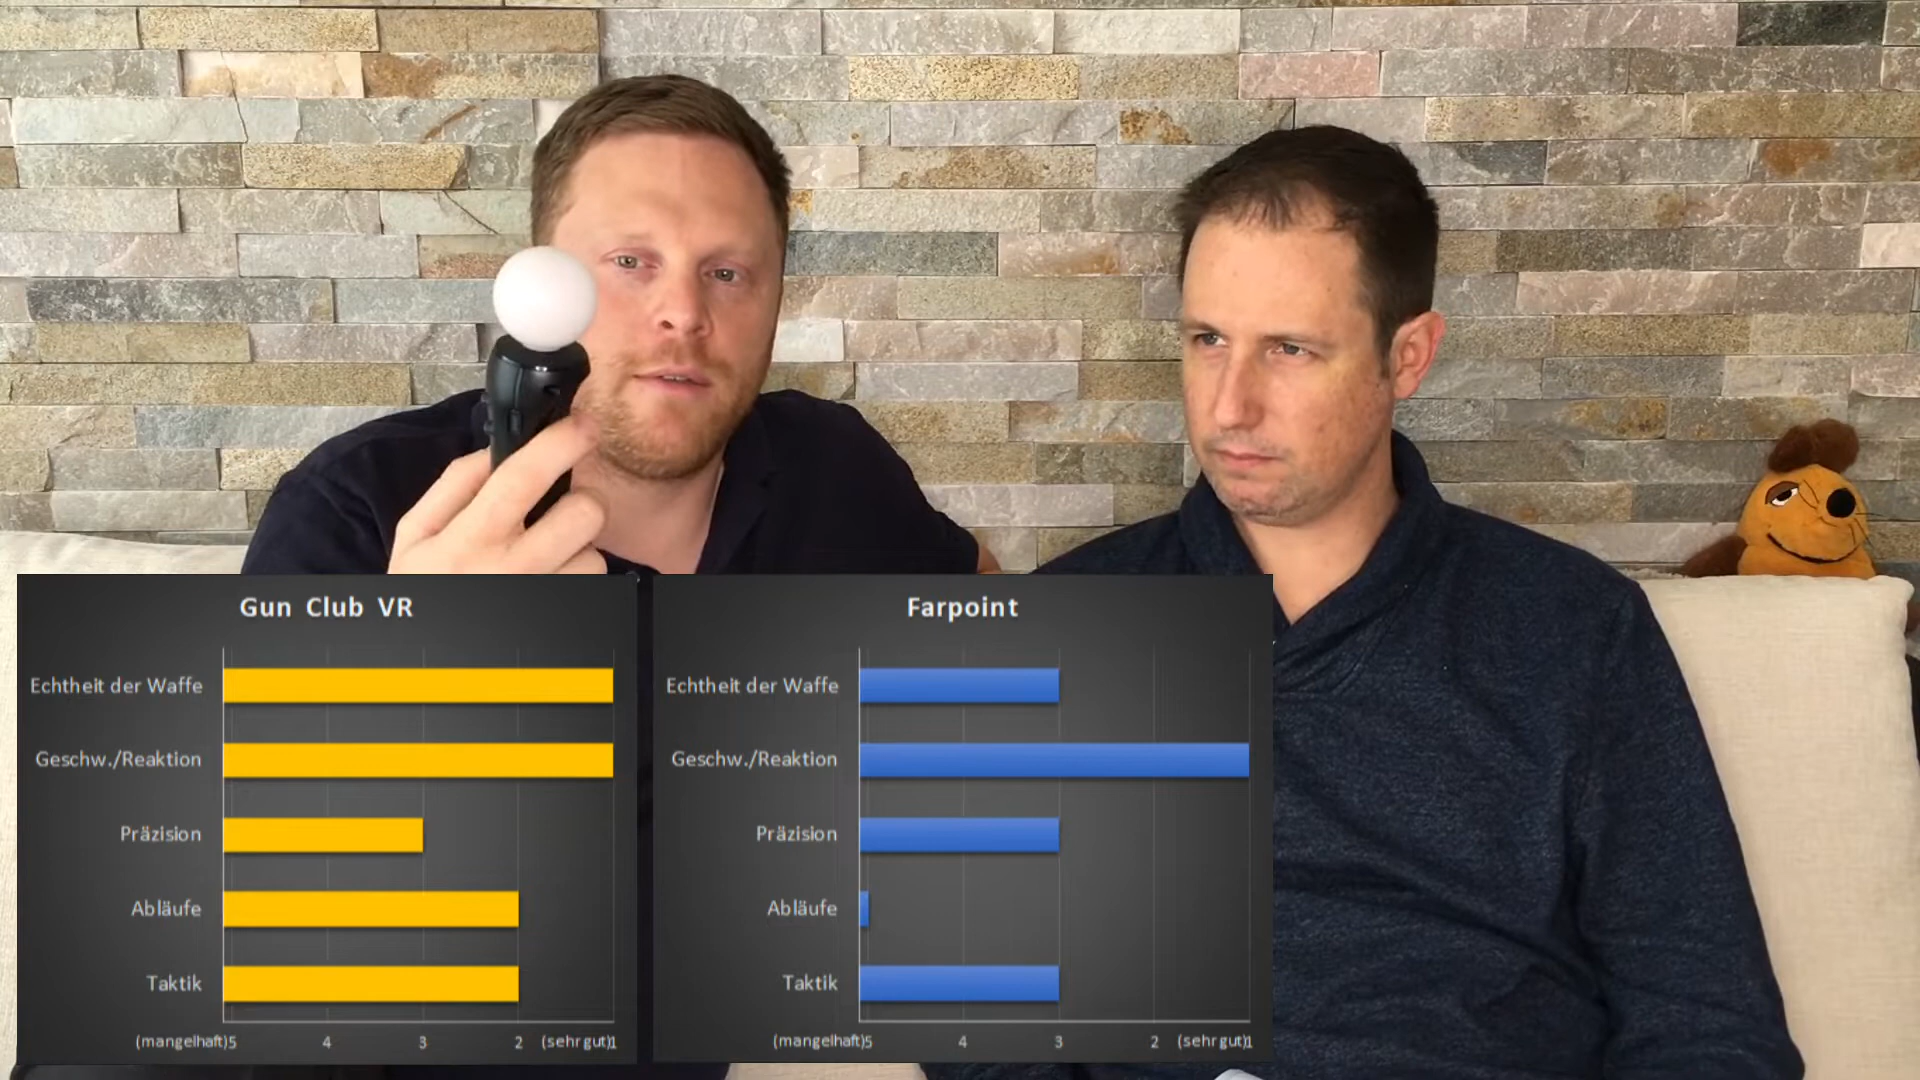 Gun Club VR
Echtheit der Waffe
Geschw./Reaktion
Präzision
Abläufe
Taktik
(mangelhaft)5 4 3 2 (sehr gut)1
Farpoint
Echtheit der Waffe
Geschw./Reaktion
Präzision
Abläufe
Taktik
(mangelhaft)5 4 3 2 (sehr gut)1